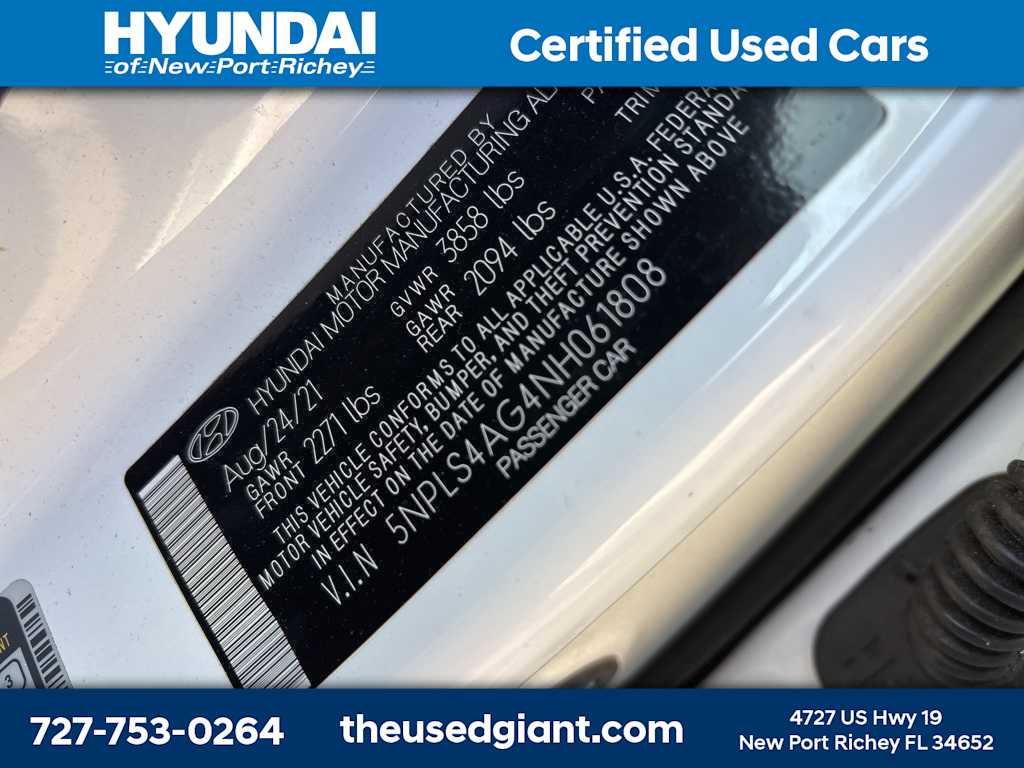 HYUNDAI
of New Port Richey
Certified Used Cars
MANUFACTURED BY
HYUNDAI MOTOR MANUFACTURING
Aug/24/21
GVWR 3858 lbs
GAWR FRONT 2271 lbs
GAWR REAR 2094 lbs
TRIM
THIS VEHICLE CONFORMS TO ALL APPLICABLE U.S.A. FEDERAL
MOTOR VEHICLE SAFETY, BUMPER, AND THEFT PREVENTION STANDA
IN EFFECT ON THE DATE OF MANUFACTURE SHOWN ABOVE
V.I.N 5NPLS4AG4NH061808
PASSENGER CAR
3
727-753-0264
theusedgiant.com
4727 US Hwy 19
New Port Richey FL 34652